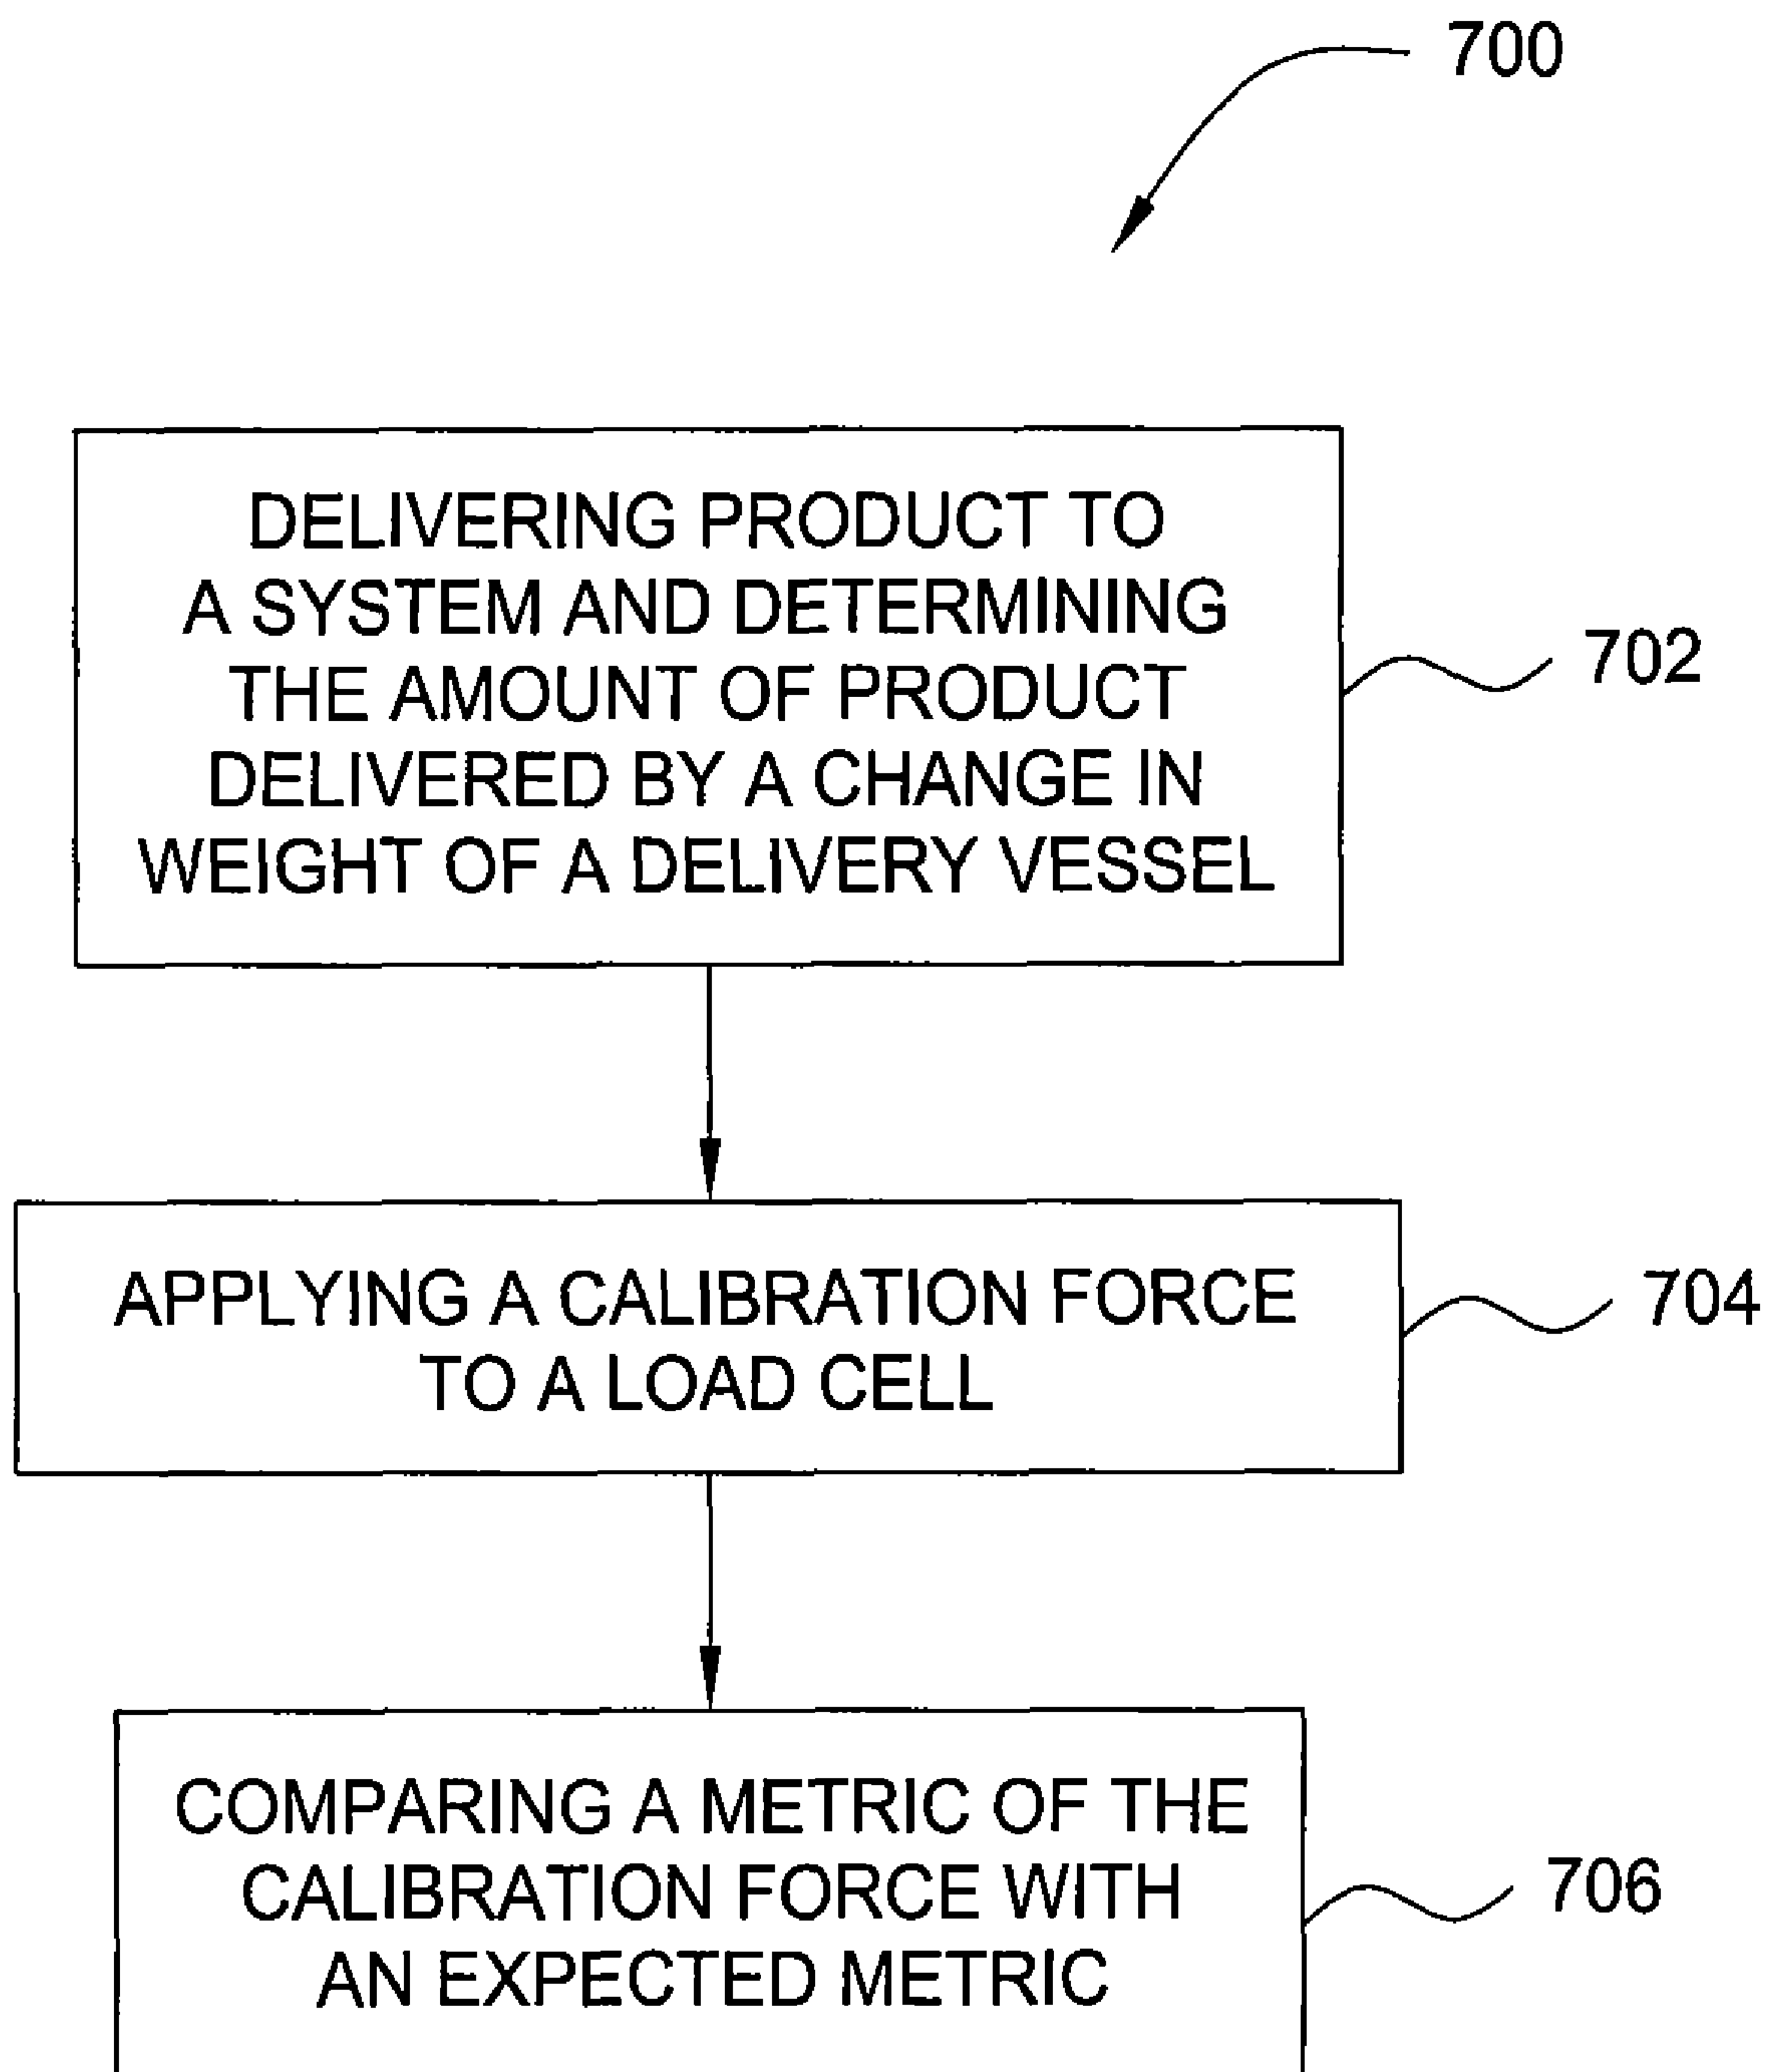 700
DELIVERING PRODUCT TO
A SYSTEM AND DETERMINING
THE AMOUNT OF PRODUCT
DELIVERED BY A CHANGE IN
WEIGHT OF A DELIVERY VESSEL
702
APPLYING A CALIBRATION FORCE
TO A LOAD CELL
704
COMPARING A METRIC OF THE
CALIBRATION FORCE WITH
AN EXPECTED METRIC
706